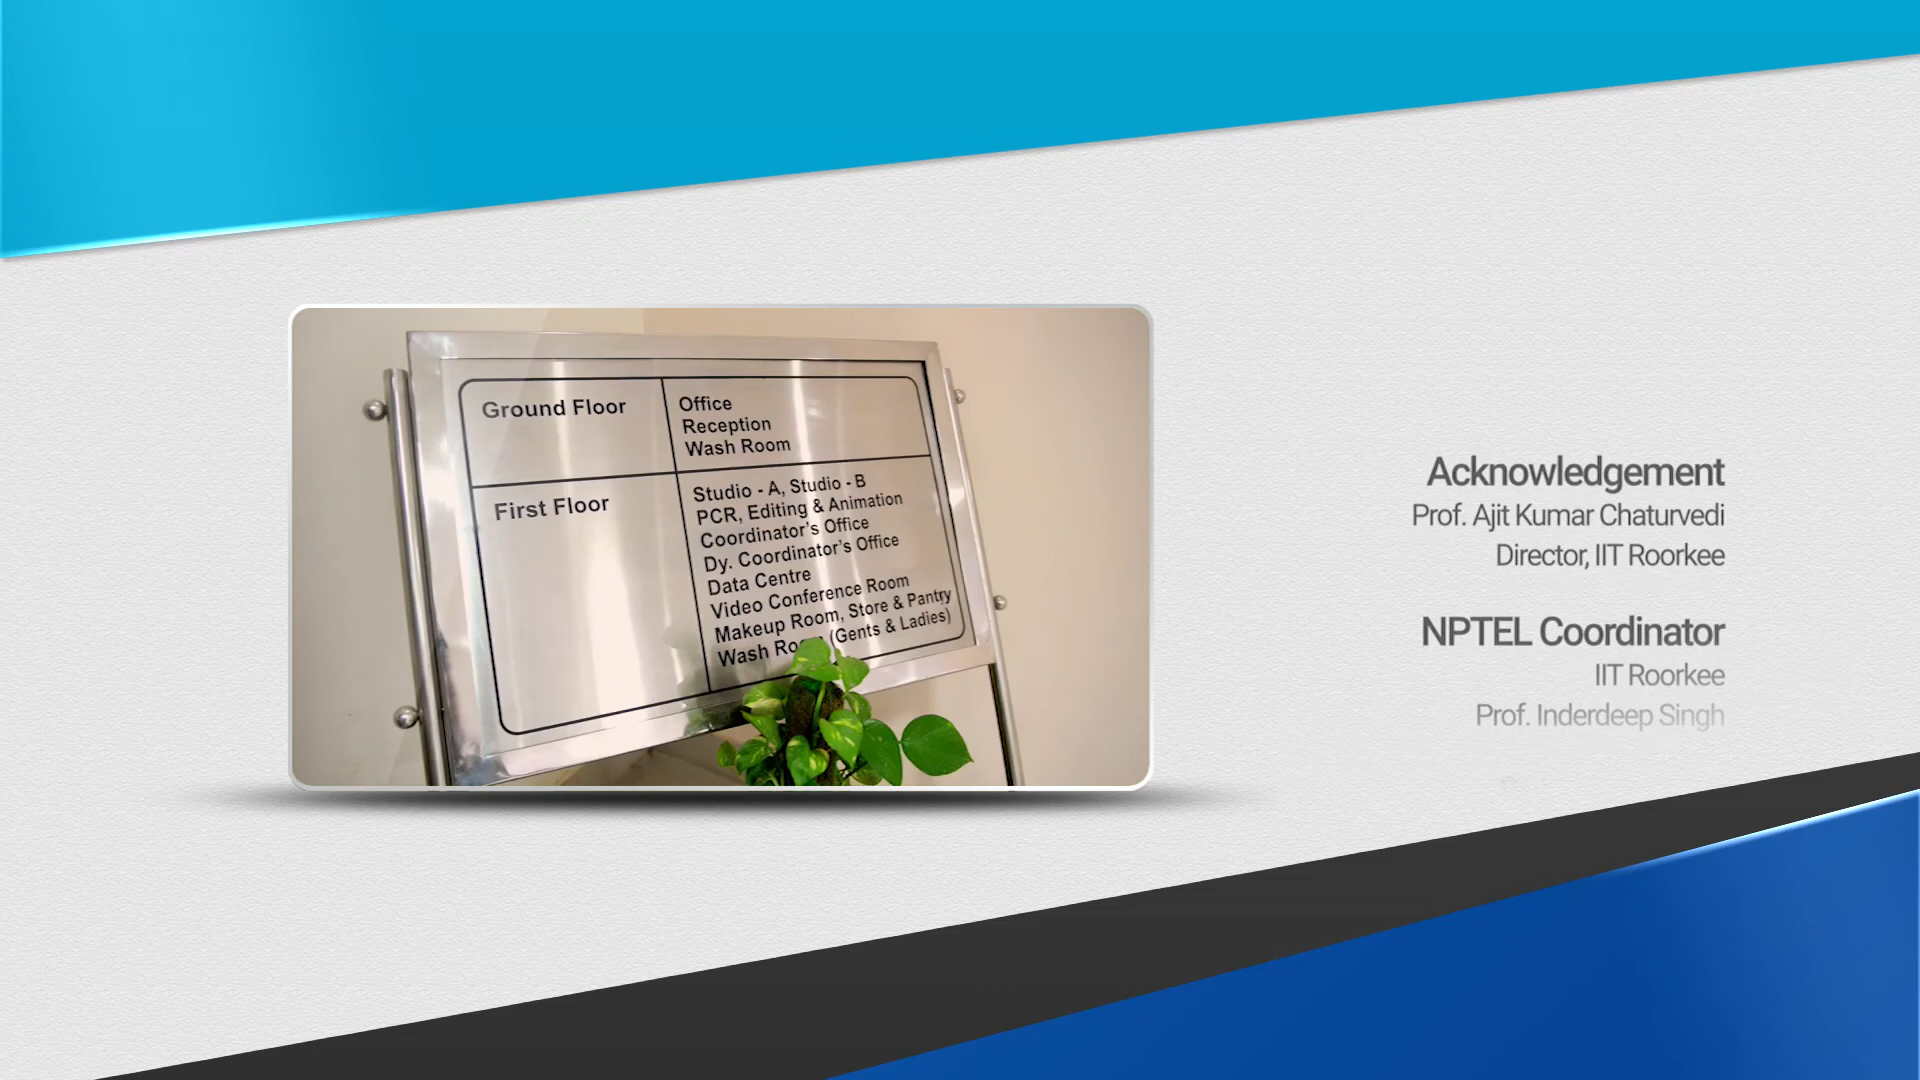 Ground Floor
Office
Reception
Wash Room
First Floor
Studio - A, Studio - B
PCR, Editing & Animation
Coordinator's Office
Dy. Coordinator's Office
Data Centre
Video Conference Room
Makeup Room, Store & Pantry
Wash Room (Gents & Ladies)
Acknowledgement
Prof. Ajit Kumar Chaturvedi
Director, IIT Roorkee
NPTEL Coordinator
IIT Roorkee
Prof. Inderdeep Singh